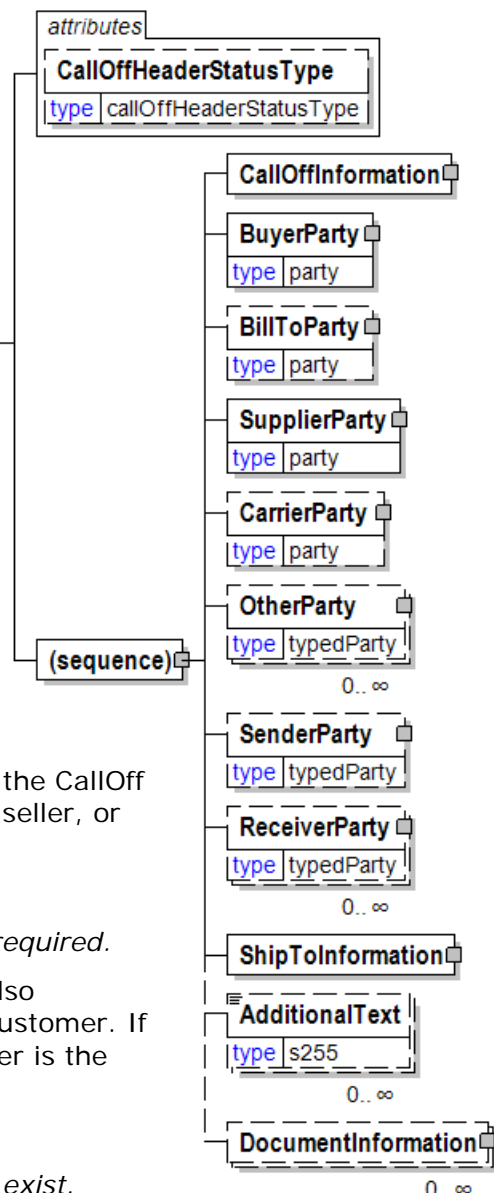 attributes
CallOffHeaderStatusType
type callOffHeaderStatusType
CallOffInformation
BuyerParty
type party
BillToParty
type party
SupplierParty
type party
CarrierParty
type party
OtherParty
type typedParty
0.. ∞
(sequence)
SenderParty
type typedParty
ReceiverParty
type typedParty
0.. ∞
ShipToInformation
AdditionalText
type s255
0.. ∞
DocumentInformation
0.. ∞
the CallOff
seller, or
required.
lso
ustomer. If
er is the
exist.